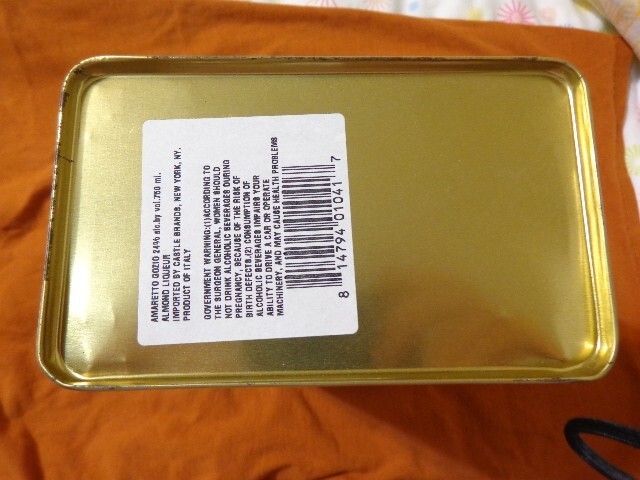 AMARETTO GOZIO 24% alc.by vol.750 ml.
ALMOND LIQUEUR
IMPORTED BY CASTLE BRANDS, NEW YORK, NY.
PRODUCT OF ITALY
GOVERNMENT WARNING:(1)ACCORDING TO
THE SURGEON GENERAL, WOMEN SHOULD
NOT DRINK ALCOHOLIC BEVERAGES DURING
PREGNANCY, BECAUSE OF THE RISK OF
BIRTH DEFECTS.(2) CONSUMPTION OF
ALCOHOLIC BEVERAGES IMPAIRS YOUR
ABILITY TO DRIVE A CAR OR OPERATE
MACHINERY, AND MAY CAUSE HEALTH PROBLEMS
8 14794 01041 7